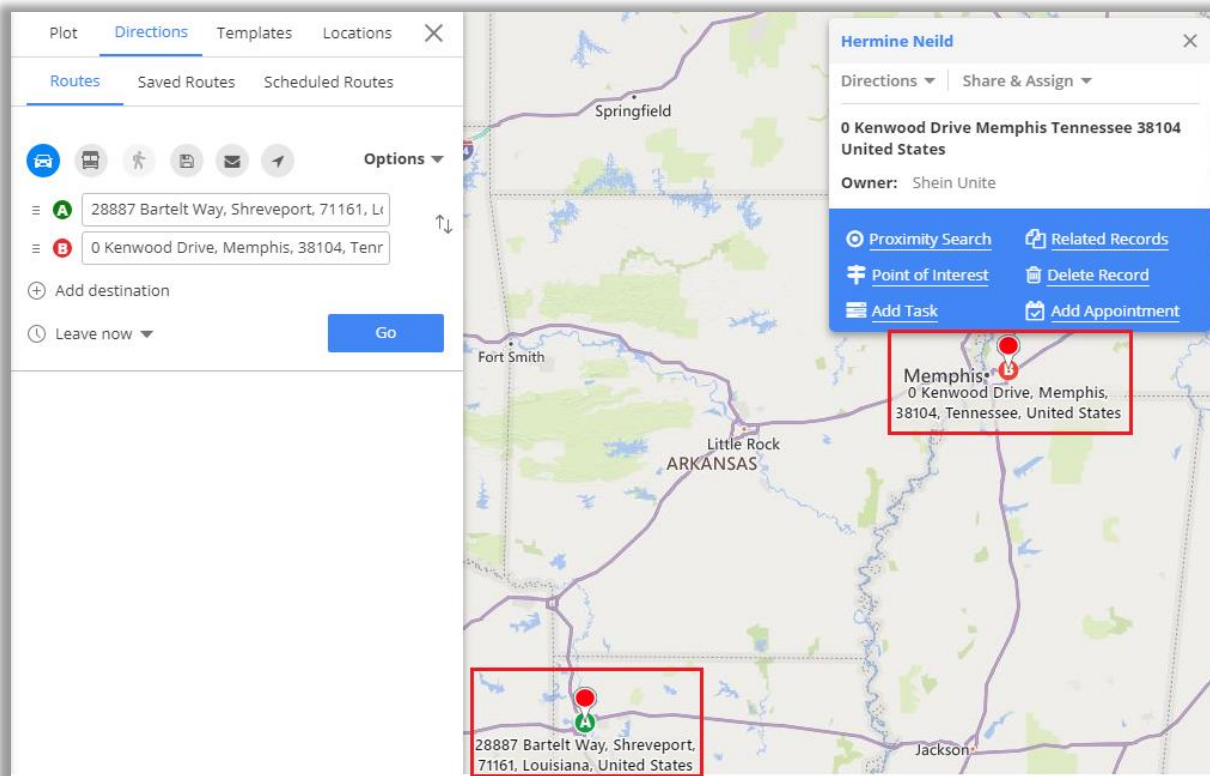 Plot Directions Templates Locations
Routes Saved Routes Scheduled Routes
Options
A 28887 Bartelt Way, Shreveport, 71161, L
B 0 Kenwood Drive, Memphis, 38104, Tenr
Add destination
Leave now
Go
Hermine Neild
Directions Share & Assign
0 Kenwood Drive Memphis Tennessee 38104
United States
Owner: Shein Unite
Proximity Search Related Records
Point of Interest Delete Record
Add Task Add Appointment
Springfield
Fort Smith
Memphis
B
0 Kenwood Drive, Memphis,
38104, Tennessee, United States
Little Rock
ARKANSAS
A
28887 Bartelt Way, Shreveport,
71161, Louisiana, United States
Jackson